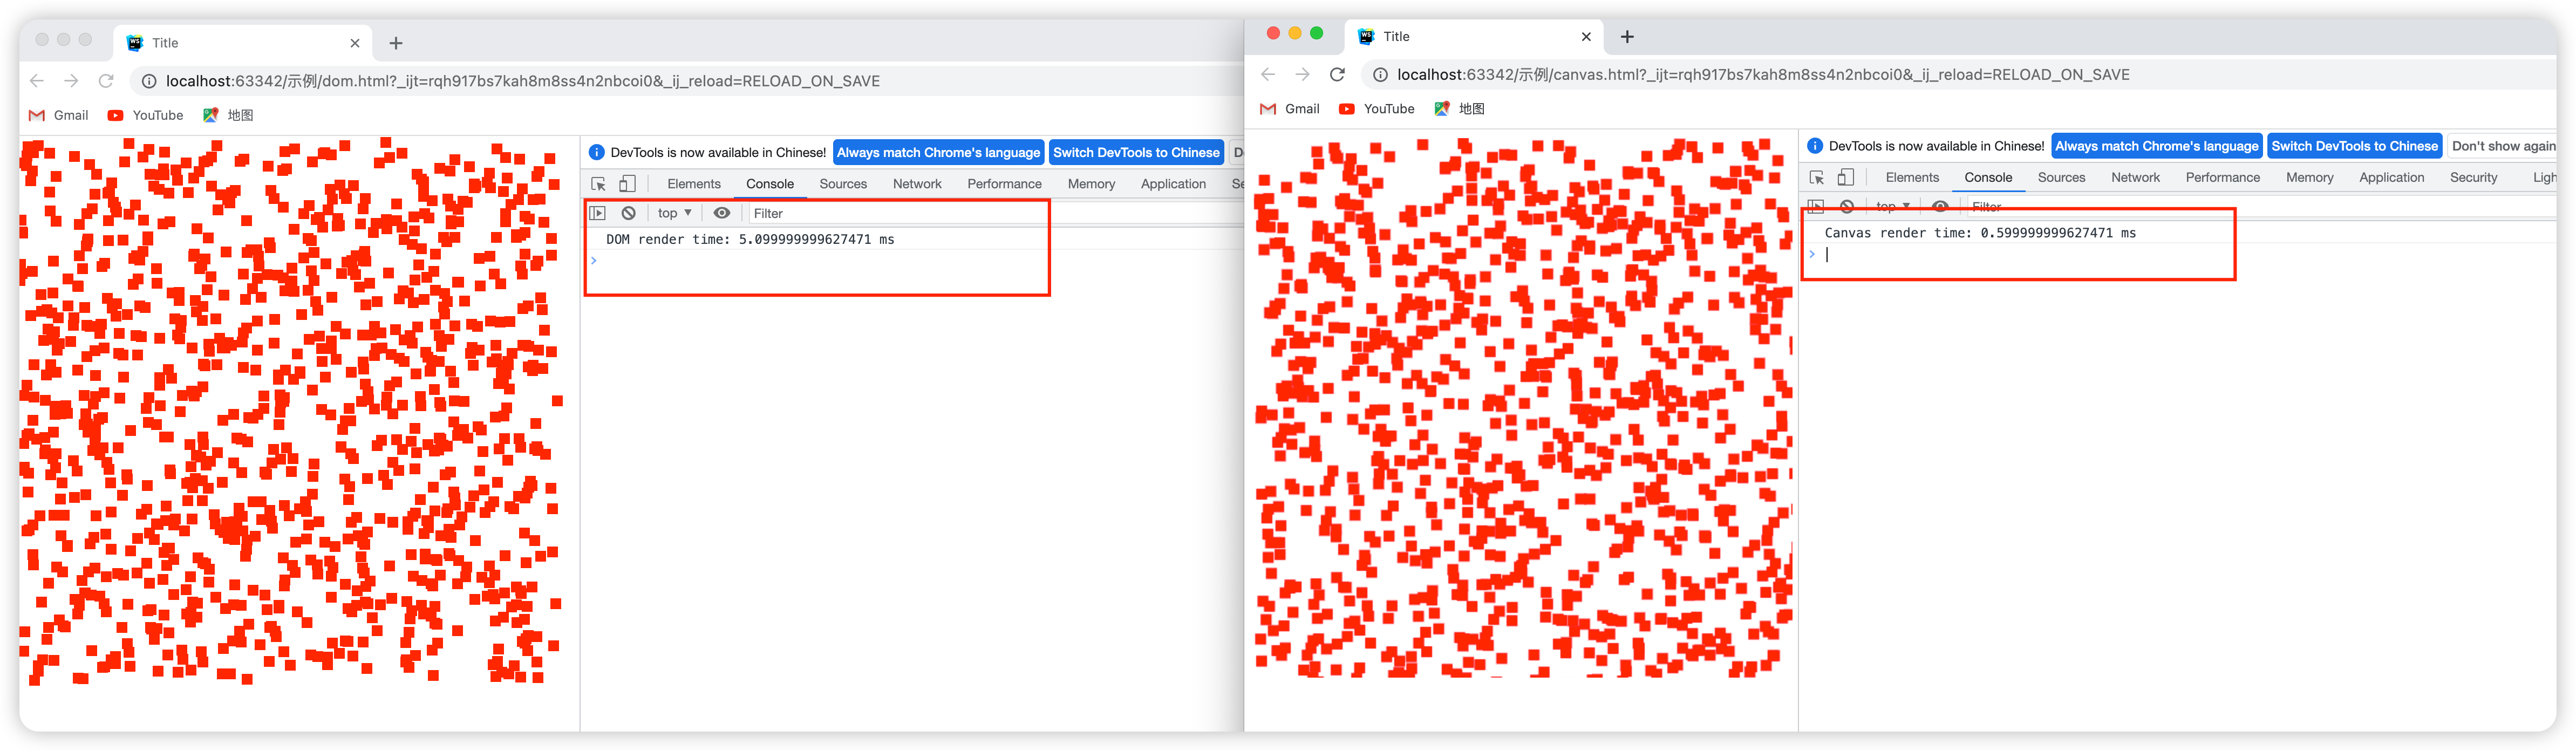 Title
localhost:63342/示例/dom.html?_ijt=rqh917bs7kah8m8ss4n2nbcoi0&_ij_reload=RELOAD_ON_SAVE
Gmail YouTube 地图
DevTools is now available in Chinese! Always match Chrome's language Switch DevTools to Chinese
Elements Console Sources Network Performance Memory Application Se
top Filter
DOM render time: 5.099999999627471 ms
Title
localhost:63342/示例/canvas.html?_ijt=rqh917bs7kah8m8ss4n2nbcoi0&_ij_reload=RELOAD_ON_SAVE
Gmail YouTube 地图
DevTools is now available in Chinese! Always match Chrome's language Switch DevTools to Chinese Don't show again
Elements Console Sources Network Performance Memory Application Security Ligh
top Filter
Canvas render time: 0.599999999627471 ms